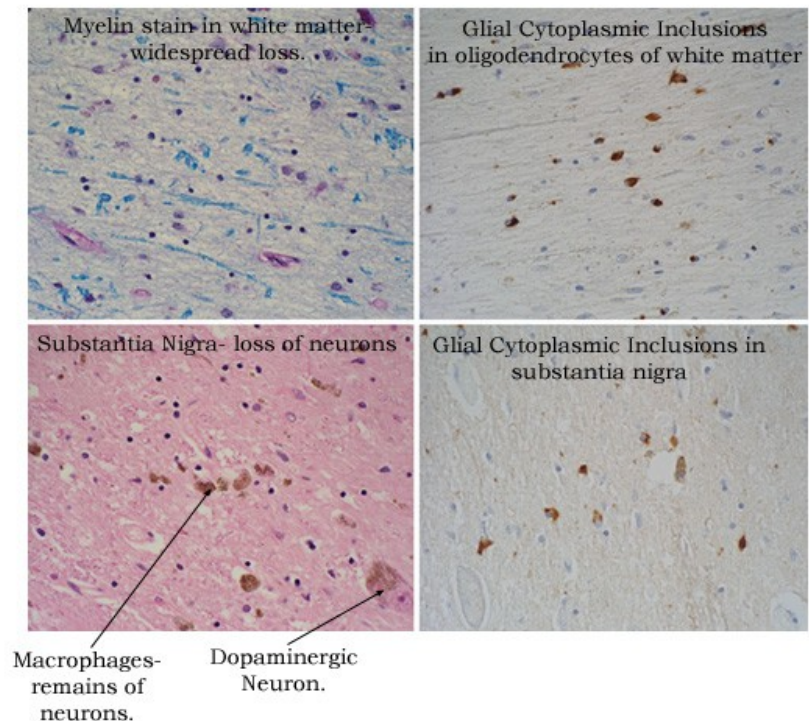 Myelin stain in white matter-
widespread loss.
Glial Cytoplasmic Inclusions
in oligodendrocytes of white matter
Substantia Nigra- loss of neurons
Glial Cytoplasmic Inclusions in
substantia nigra
Macrophages-
remains of
neurons.
Dopaminergic
Neuron.